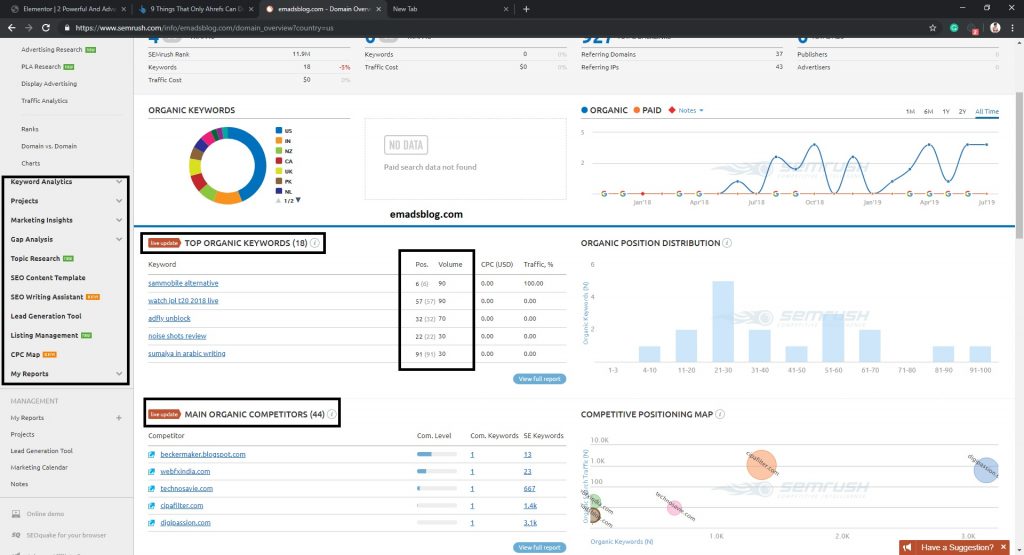 Elementor | 2 Powerful And Adva
9 Things That Only Ahrefs Can D
emadsblog.com - Domain Overvi
New Tab
https://www.semrush.com/info/emadsblog.com/domain_overview?country=us
Advertising Research
PLA Research
Display Advertising
Traffic Analytics
Ranks
Domain vs. Domain
Charts
Keyword Analytics
Projects
Marketing Insights
Gap Analysis
Topic Research
SEO Content Template
SEO Writing Assistant NEW!
Lead Generation Tool
Listing Management
CPC Map NEW!
My Reports
MANAGEMENT
My Reports +
Projects
Lead Generation Tool
Marketing Calendar
Notes
Online demo
SEOquake for your browser
SEMrush Rank 11.9M
Keywords 18 -5%
Traffic Cost $0 0%
Keywords 0 0%
Traffic Cost $0 0%
Referring Domains 37
Referring IPs 43
Publishers
Advertisers
ORGANIC KEYWORDS
US
IN
NZ
CA
UK
PK
NL
1/2
NO DATA
Paid search data not found
emadsblog.com
ORGANIC PAID Notes
1M 6M 1Y 2Y All Time
5
2
Jan'18 Apr'18 Jul'18 Oct'18 Jan'19 Apr'19 Jul'19
SEMRUSH
live update TOP ORGANIC KEYWORDS (18) i
Keyword Pos. Volume CPC (USD) Traffic, %
sammobile alternative 6 (6) 90 0.00 100.00
watch ipl t20 2018 live 57 (57) 90 0.00 0.00
adfly unblock 32 (32) 70 0.00 0.00
noise shots review 22 (22) 30 0.00 0.00
sumaiya in arabic writing 91 (91) 30 0.00 0.00
View full report
ORGANIC POSITION DISTRIBUTION i
Organic Keywords (N)
6
4
2
1-3 4-10 11-20 21-30 31-40 41-50 51-60 61-70 71-80 81-90 91-100
SEMRUSH
live update MAIN ORGANIC COMPETITORS (44) i
Competitor Com. Level Com. Keywords SE Keywords
beckermaker.blogspot.com 1 13
webfxindia.com 1 23
technosavie.com 1 667
cipafilter.com 1 1.4k
digipassion.com 1 3.1k
View full report
COMPETITIVE POSITIONING MAP i
10.0K
1.0K
100
cipafilter.com
digipassion.com
technosavie.com
SEMRUSH
1.0K 2.0K 3.0K
Organic Keywords (N)
Have a Suggestion? ×